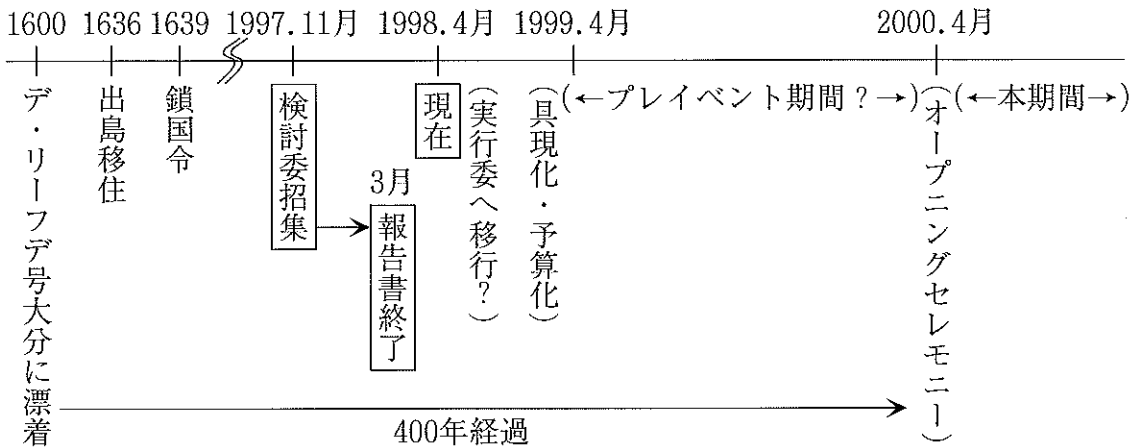 1600 1636 1639 1997.11月 1998.4月 1999.4月 2000.4月
デ・リーフデ号大分に漂着
出島移住
鎖国令
検討委招集
3月
報告書終了
現在
(実行委へ移行?)
(具現化・予算化)
(←プレイベント期間?→)
(オープニングセレモニー)
(←本期間→)
400年経過